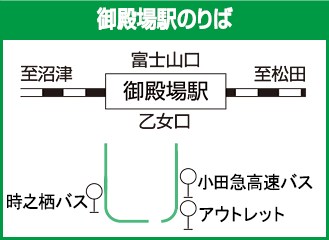 御殿場駅のりば
富士山口
至沼津
至松田
御殿場駅
乙女口
小田急高速バス
時之栖バス
アウトレット